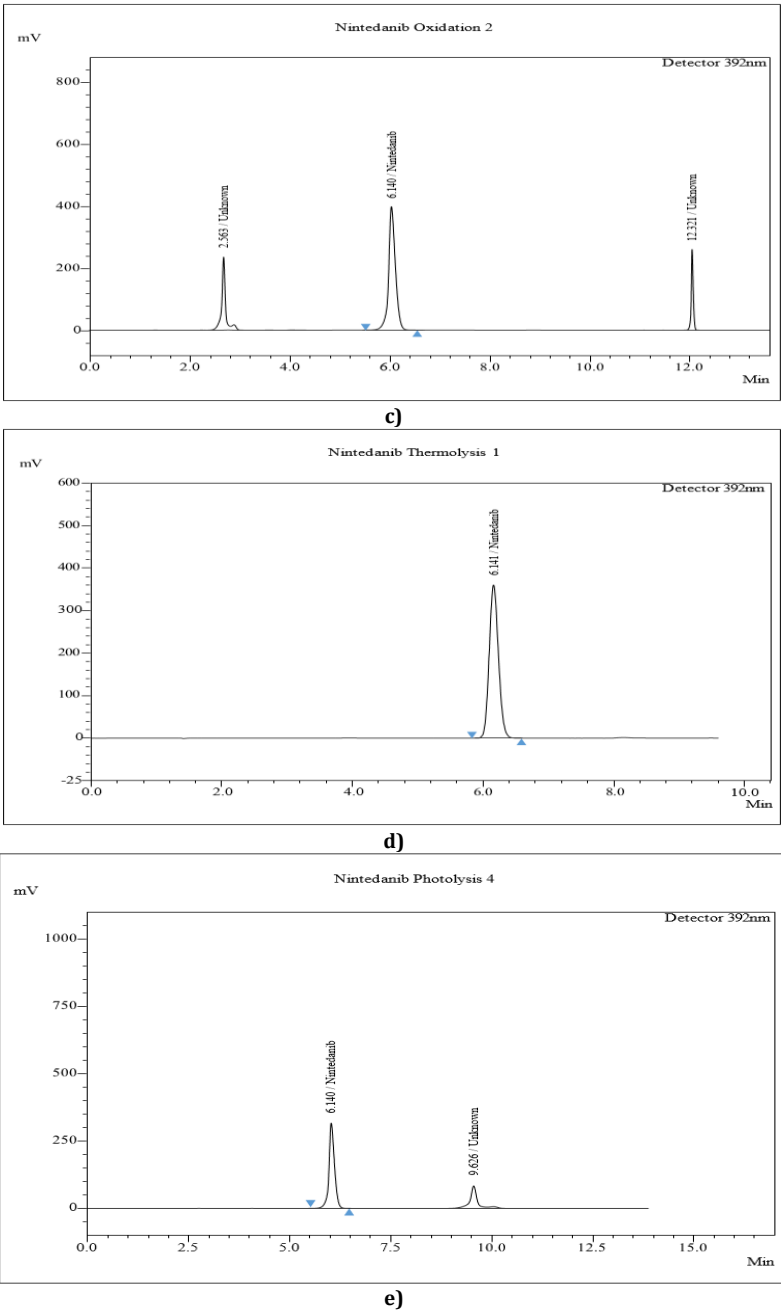 Nintedanib Oxidation 2
mV
Detector 392nm
800
600
400
200
0
2.563 / Unknown
6.140 / Nintedanib
12.321 / Unknown
0.0 2.0 4.0 6.0 8.0 10.0 12.0
Min
c)
Nintedanib Thermolysis 1
mV
Detector 392nm
600
500
400
300
200
100
0
-25
6.141 / Nintedanib
0.0 2.0 4.0 6.0 8.0 10.0
Min
d)
Nintedanib Photolysis 4
mV
Detector 392nm
1000
750
500
250
0
6.140 / Nintedanib
9.626 / Unknown
0.0 2.5 5.0 7.5 10.0 12.5 15.0
Min
e)